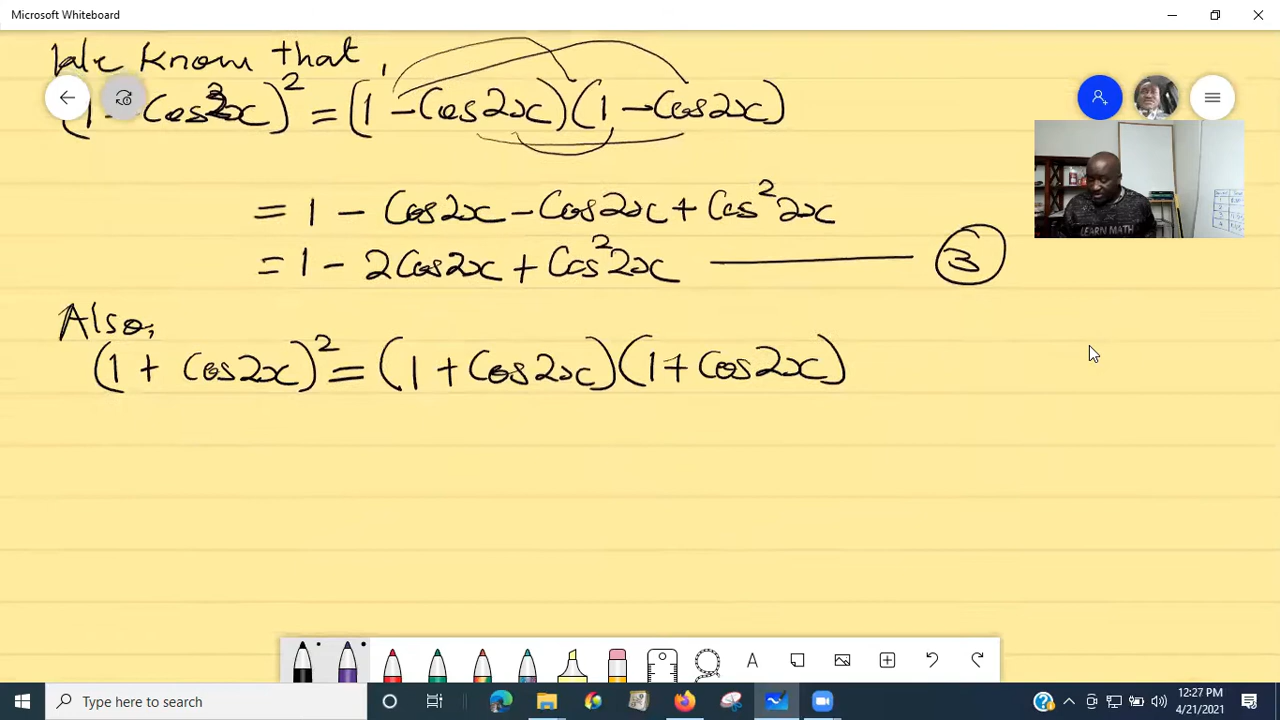 Microsoft Whiteboard
We know that,
(1 - Cos2x)² = (1 - Cos2x)(1 - Cos2x)
= 1 - Cos2x - Cos2x + Cos²2x
= 1 - 2Cos2x + Cos²2x ——— ③
Also,
(1 + Cos2x)² = (1 + Cos2x)(1 + Cos2x)
LEARN MATH
A
Type here to search
12:27 PM
4/21/2021